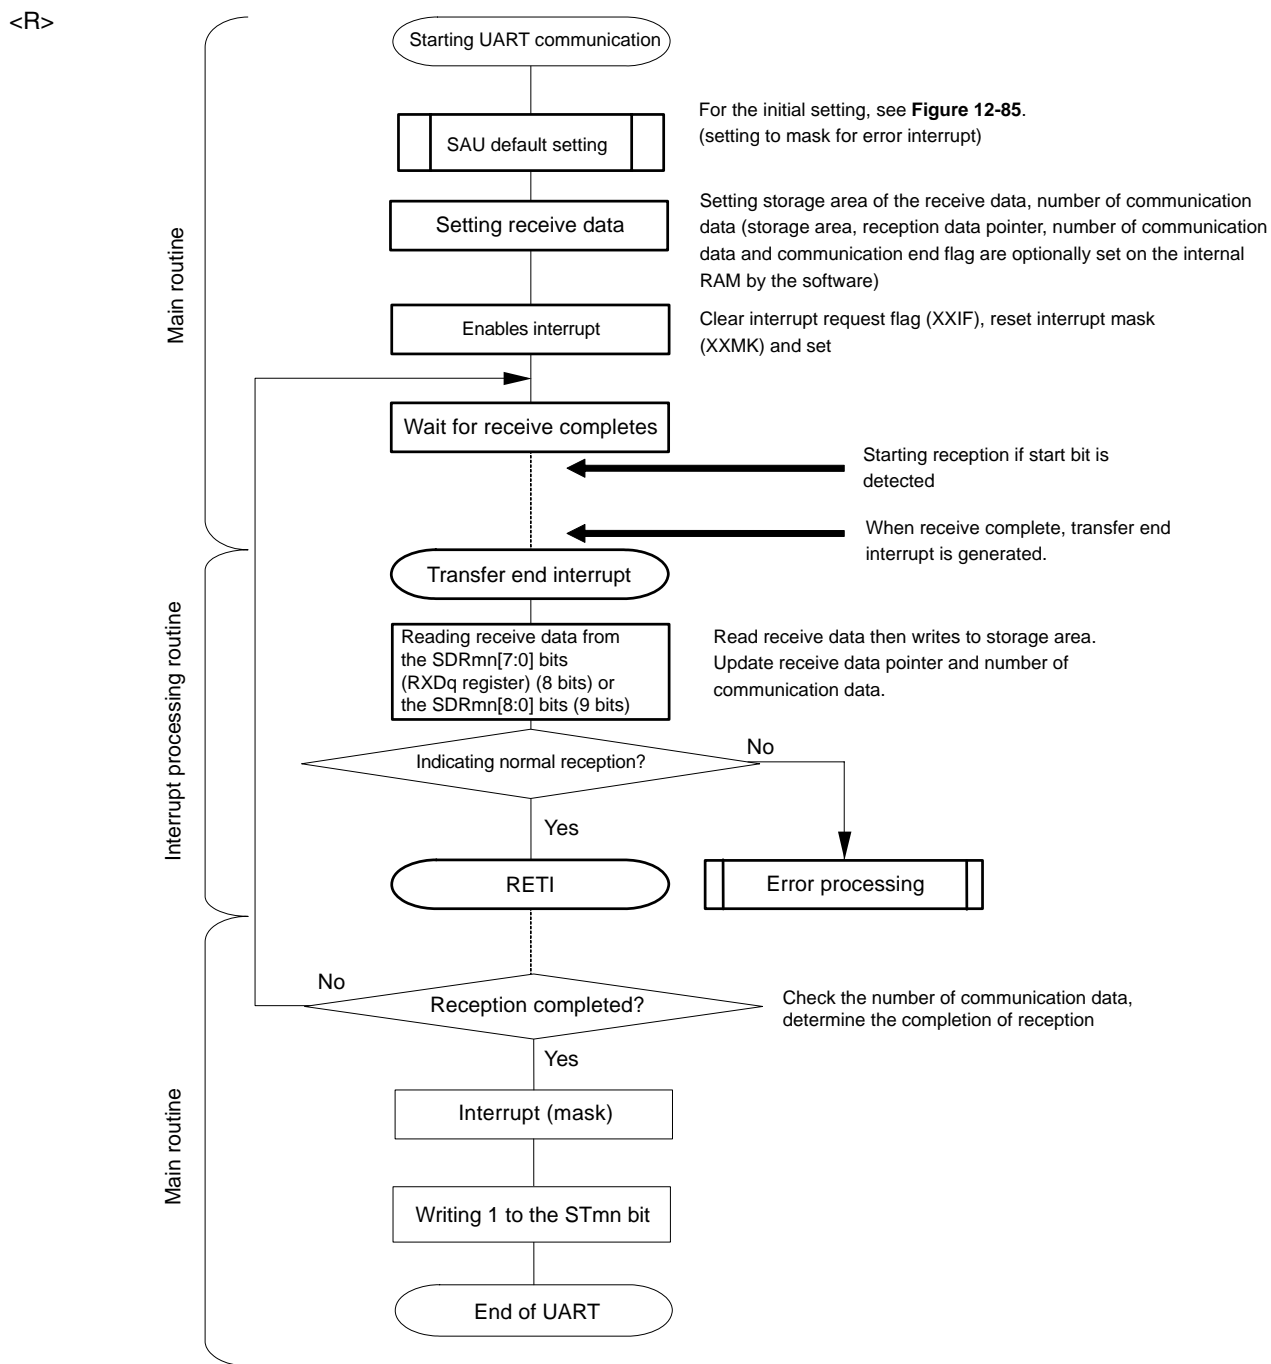 <R>
Starting UART communication
For the initial setting, see Figure 12-85.
(setting to mask for error interrupt)
SAU default setting
Setting storage area of the receive data, number of communication
data (storage area, reception data pointer, number of communication
data and communication end flag are optionally set on the internal
RAM by the software)
Setting receive data
Main routine
Enables interrupt
Clear interrupt request flag (XXIF), reset interrupt mask
(XXMK) and set
Wait for receive completes
Starting reception if start bit is
detected
When receive complete, transfer end
interrupt is generated.
Transfer end interrupt
Interrupt processing routine
Reading receive data from
the SDRmn[7:0] bits
(RXDq register) (8 bits) or
the SDRmn[8:0] bits (9 bits)
Read receive data then writes to storage area.
Update receive data pointer and number of
communication data.
Indicating normal reception?
No
Yes
RETI
Error processing
No
Reception completed?
Check the number of communication data,
determine the completion of reception
Yes
Main routine
Interrupt (mask)
Writing 1 to the STmn bit
End of UART